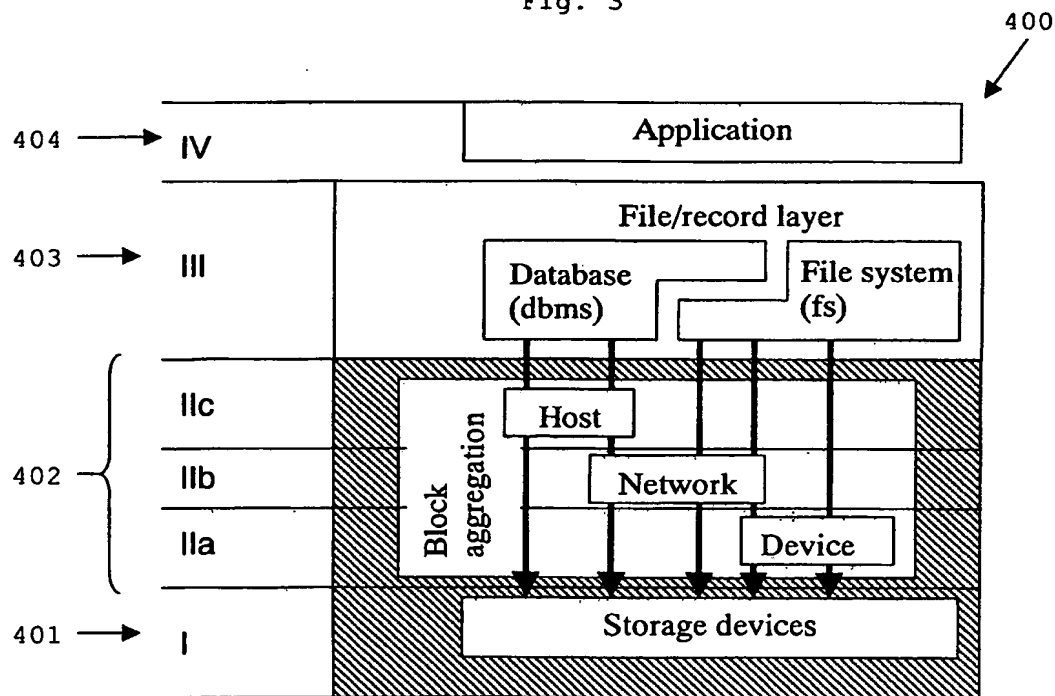 Fig. 3
400
404
IV
Application
403
III
File/record layer
Database
(dbms)
File system
(fs)
402
IIc
IIb
IIa
Block
aggregation
Host
Network
Device
401
I
Storage devices